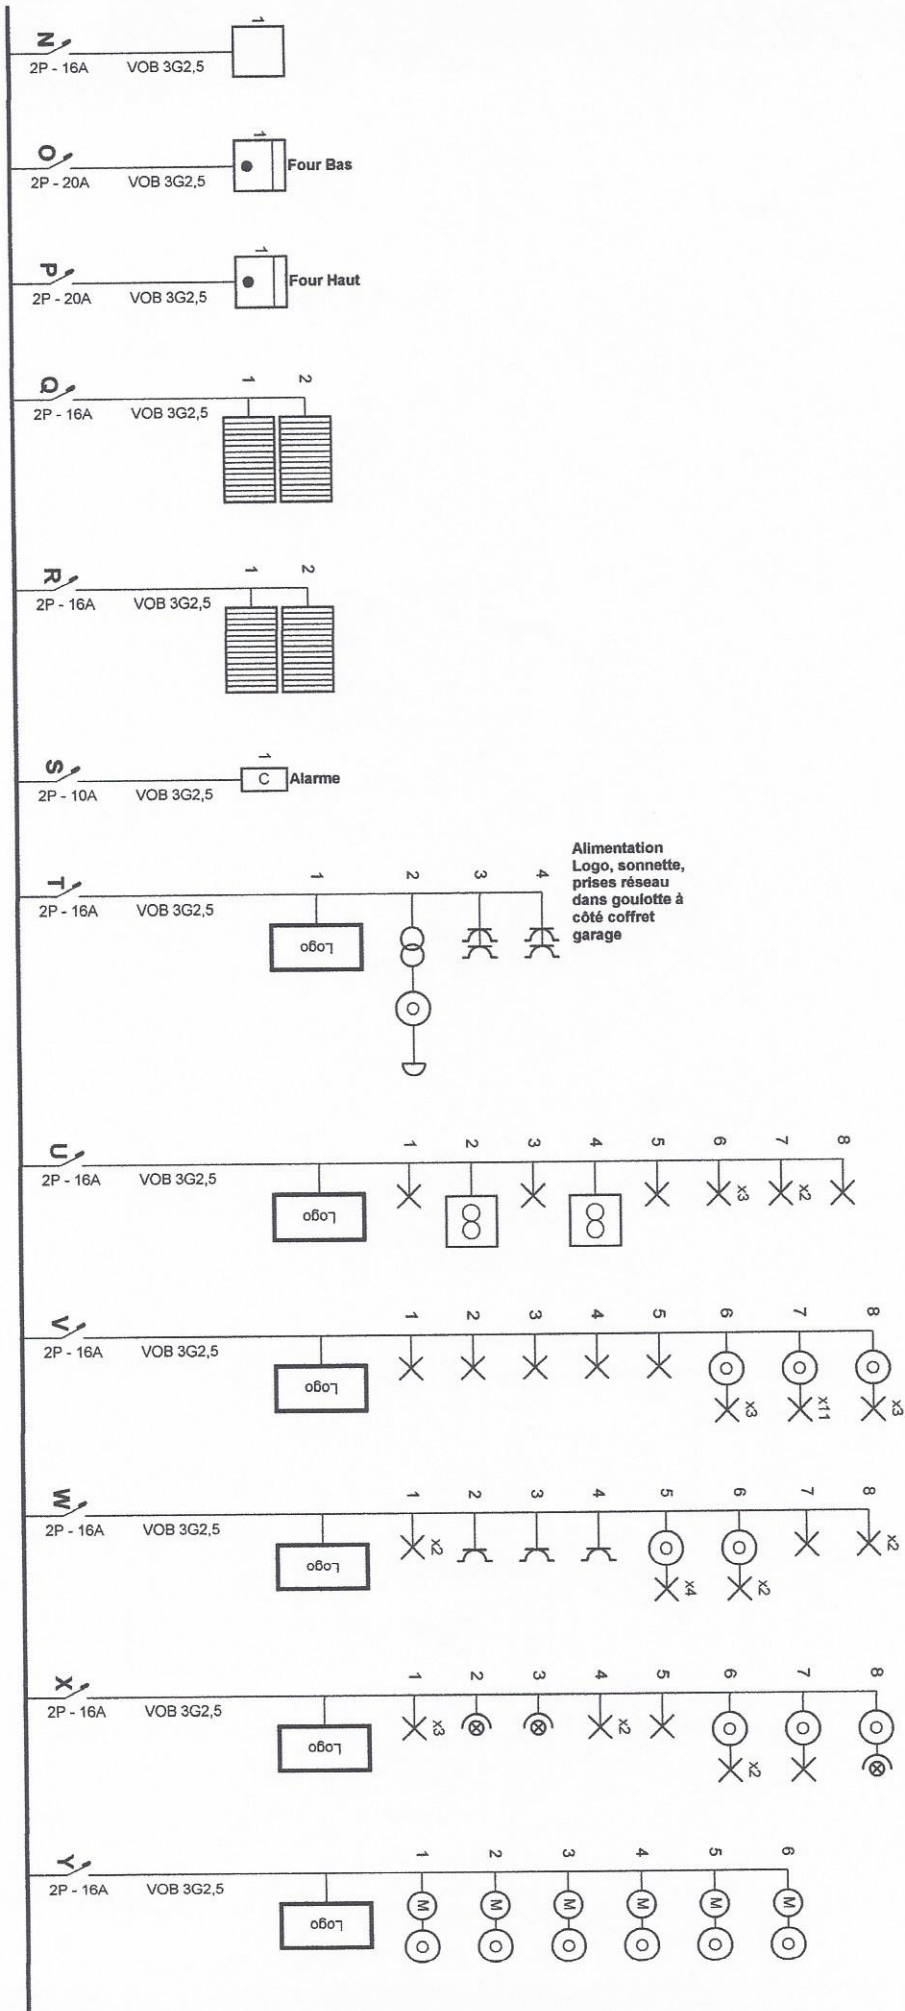 N
2P - 16A
VOB 3G2,5
1
O
2P - 20A
VOB 3G2,5
1
Four Bas
P
2P - 20A
VOB 3G2,5
1
Four Haut
Q
2P - 16A
VOB 3G2,5
1 2
R
2P - 16A
VOB 3G2,5
1 2
S
2P - 10A
VOB 3G2,5
1
C
Alarme
T
2P - 16A
VOB 3G2,5
Logo
1 2 3 4
Alimentation
Logo, sonnette,
prises réseau
dans goulotte à
côté coffret
garage
U
2P - 16A
VOB 3G2,5
Logo
1 2 3 4 5 6 7 8
x3 x2
V
2P - 16A
VOB 3G2,5
Logo
1 2 3 4 5 6 7 8
x3 x11 x3
W
2P - 16A
VOB 3G2,5
Logo
1 2 3 4 5 6 7 8
x2 x4 x2 x2
X
2P - 16A
VOB 3G2,5
Logo
1 2 3 4 5 6 7 8
x3 x2 x2
Y
2P - 16A
VOB 3G2,5
Logo
1 2 3 4 5 6
M M M M M M